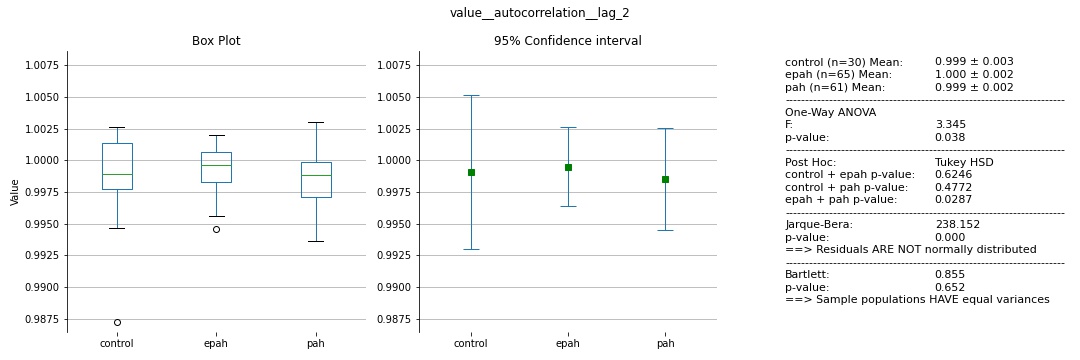 value__autocorrelation__lag_2
Box Plot
Value
1.0075
1.0050
1.0025
1.0000
0.9975
0.9950
0.9925
0.9900
0.9875
control epah pah
95% Confidence interval
1.0075
1.0050
1.0025
1.0000
0.9975
0.9950
0.9925
0.9900
0.9875
control epah pah
control (n=30) Mean: 0.999 ± 0.003
epah (n=65) Mean: 1.000 ± 0.002
pah (n=61) Mean: 0.999 ± 0.002
One-Way ANOVA
F: 3.345
p-value: 0.038
Post Hoc: Tukey HSD
control + epah p-value: 0.6246
control + pah p-value: 0.4772
epah + pah p-value: 0.0287
Jarque-Bera: 238.152
p-value: 0.000
==> Residuals ARE NOT normally distributed
Bartlett: 0.855
p-value: 0.652
==> Sample populations HAVE equal variances